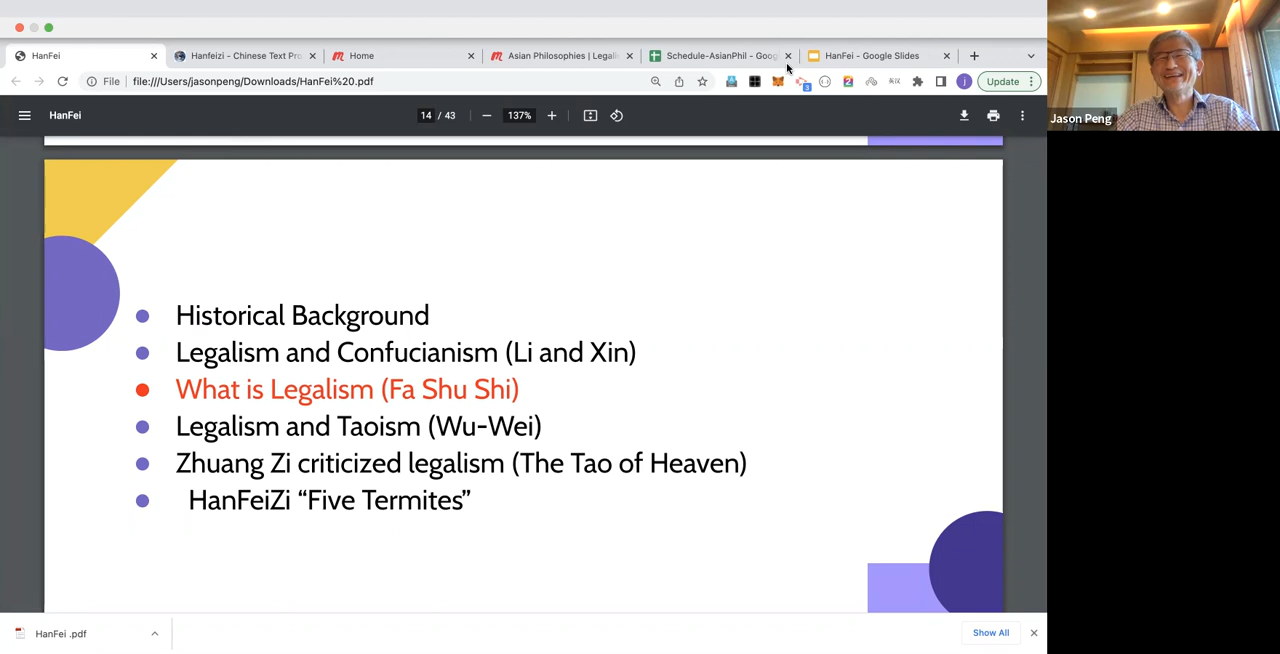 HanFei
Hanfeizi - Chinese Text Pro
Home
Asian Philosophies | Legali
Schedule-AsianPhil - Goog
HanFei - Google Slides
File
file:///Users/jasonpeng/Downloads/HanFei%20.pdf
3
j
Update
HanFei
14 / 43
137%
Jason Peng
Historical Background
Legalism and Confucianism (Li and Xin)
What is Legalism (Fa Shu Shi)
Legalism and Taoism (Wu-Wei)
Zhuang Zi criticized legalism (The Tao of Heaven)
HanFeiZi “Five Termites”
HanFei .pdf
Show All